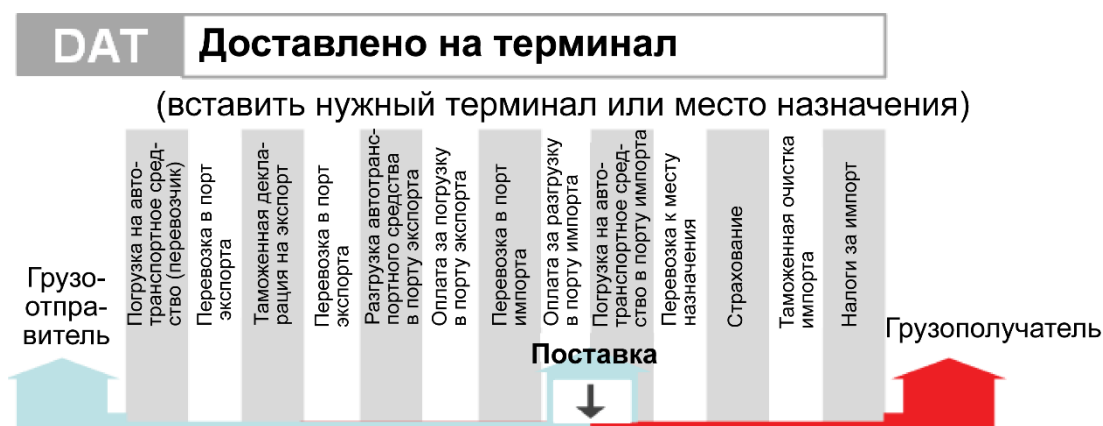 DAT
Доставлено на терминал
(вставить нужный терминал или место назначения)
Грузо-
отпра-
витель
Погрузка на авто-
транспортное сред-
ство (перевозчик)
Перевозка в порт
экспорта
Таможенная декла-
рация на экспорт
Перевозка в порт
экспорта
Разгрузка автотранс-
портного средства
в порту экспорта
Оплата за погрузку
в порту экспорта
Перевозка в порт
импорта
Оплата за разгрузку
в порту импорта
Погрузка на авто-
транспортное сред-
ство в порту импорта
Перевозка к месту
назначения
Страхование
Таможенная очистка
импорта
Налоги за импорт
Грузополучатель
Поставка